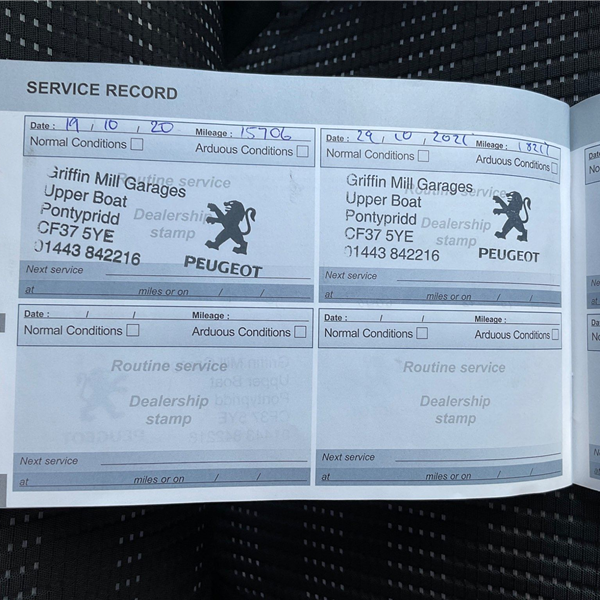 SERVICE RECORD
Date : 19 , 10 , 20 Mileage : 15706
Normal Conditions Arduous Conditions
Routine service
Dealership
stamp
Griffin Mill Garages
Upper Boat
Pontypridd
CF37 5YE
01443 842216
PEUGEOT
Next service
at miles or on / /
Date : 29 , 10 , 2021 Mileage :
Normal Conditions Arduous Conditions
Routine service
Dealership
stamp
Griffin Mill Garages
Upper Boat
Pontypridd
CF37 5YE
01443 842216
PEUGEOT
Next service
at miles or on / /
Date : / / Mileage :
Normal Conditions Arduous Conditions
Routine service
Dealership
stamp
Next service
at miles or on / /
Date : / / Mileage :
Normal Conditions Arduous Conditions
Routine service
Dealership
stamp
Next service
at miles or on / /